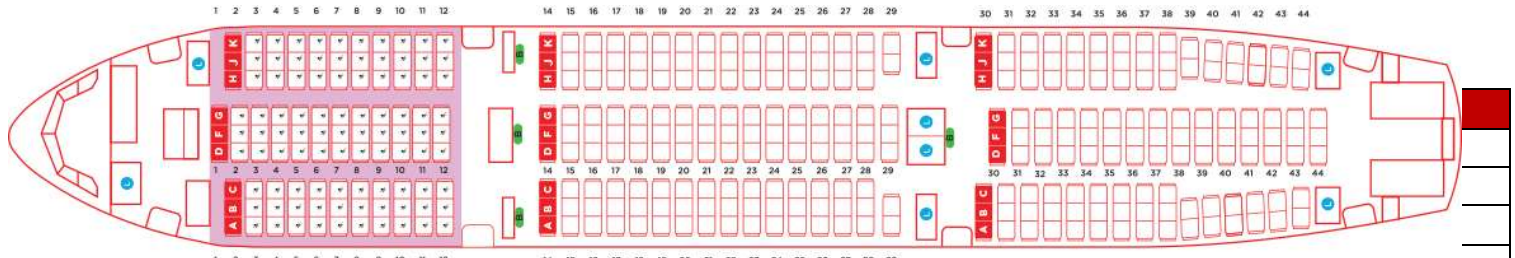 1 2 3 4 5 6 7 8 9 10 11 12 14 15 16 17 18 19 20 21 22 23 24 25 26 27 28 29 30 31 32 33 34 35 36 37 38 39 40 41 42 43 44
H J K H J K H J K
L B L L
D F G D F G D F G
B L L B
1 2 3 4 5 6 7 8 9 10 11 12 14 15 16 17 18 19 20 21 22 23 24 25 26 27 28 29 30 31 32 33 34 35 36 37 38 39 40 41 42 43 44
L
A B C A B C A B C
B L L